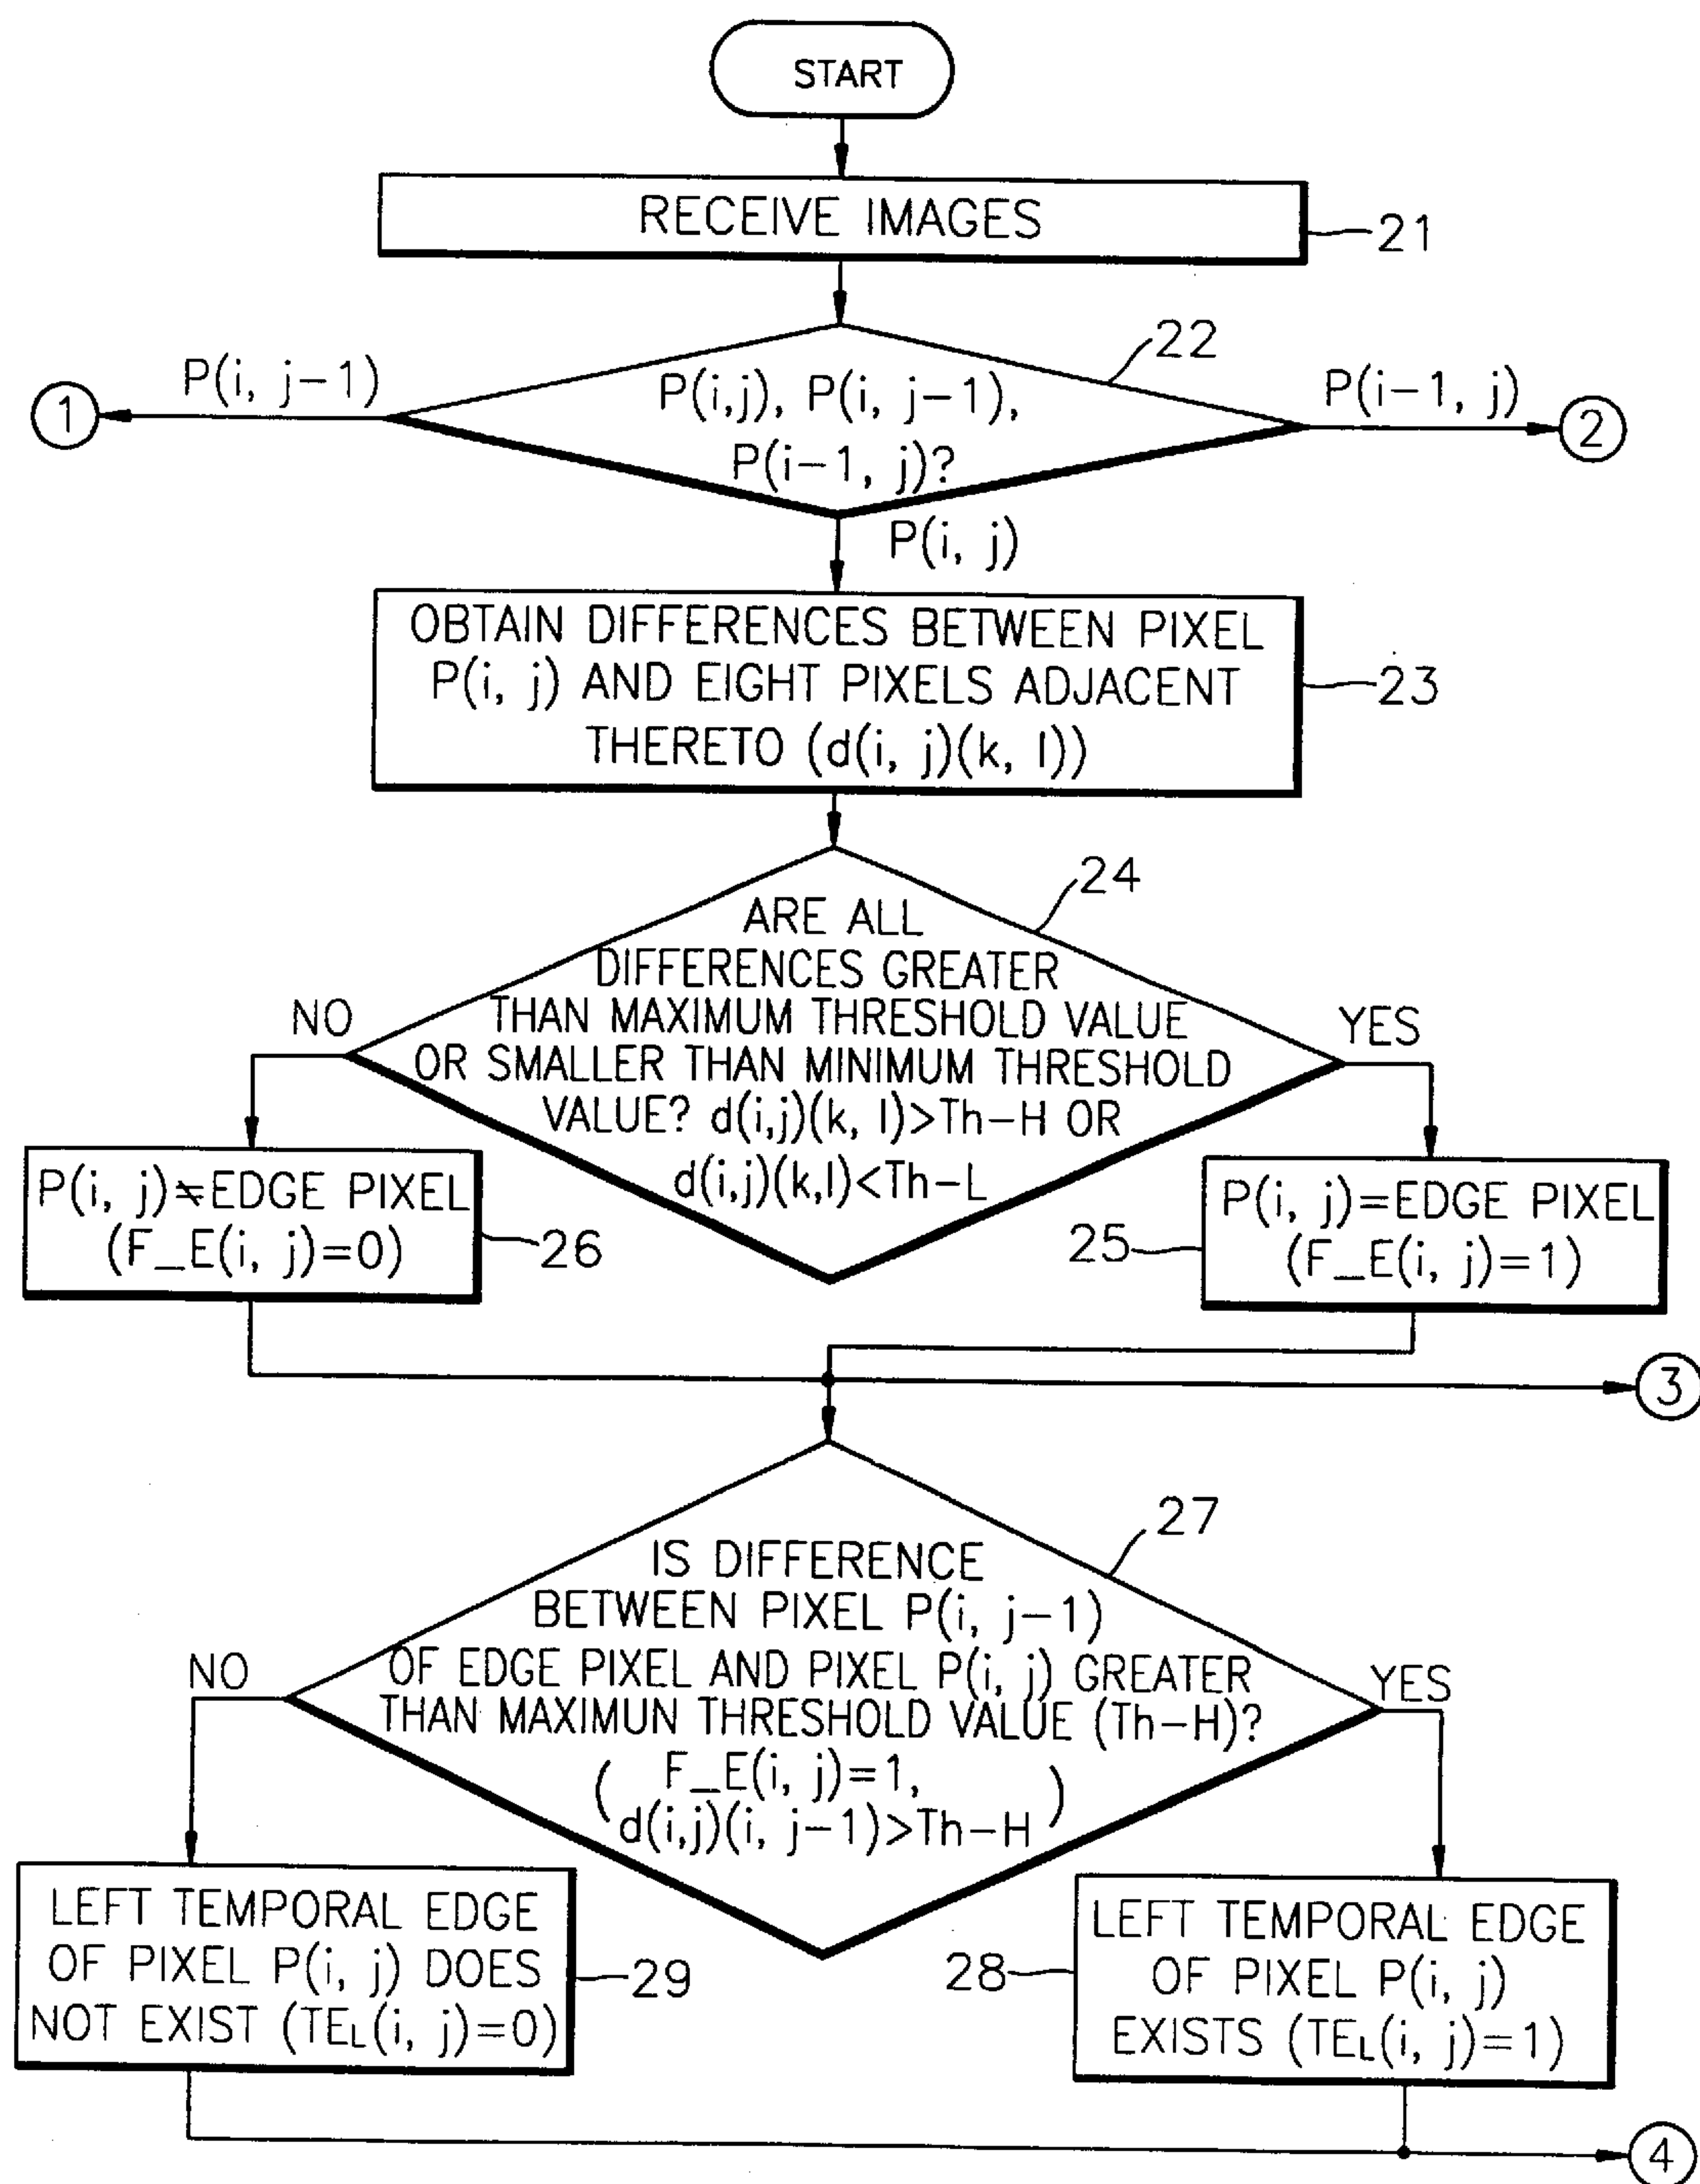 START
RECEIVE IMAGES
21
22
P(i, j-1)
P(i,j), P(i, j-1),
P(i-1, j)?
P(i-1, j)
1
2
P(i, j)
OBTAIN DIFFERENCES BETWEEN PIXEL
P(i, j) AND EIGHT PIXELS ADJACENT
THERETO (d(i, j)(k, l))
23
24
ARE ALL
DIFFERENCES GREATER
THAN MAXIMUM THRESHOLD VALUE
OR SMALLER THAN MINIMUM THRESHOLD
VALUE? d(i,j)(k, l)>Th-H OR
d(i,j)(k,l)<Th-L
NO
YES
P(i, j)≠EDGE PIXEL
(F_E(i, j)=0)
26
25
P(i, j)=EDGE PIXEL
(F_E(i, j)=1)
3
27
IS DIFFERENCE
BETWEEN PIXEL P(i, j-1)
OF EDGE PIXEL AND PIXEL P(i, j) GREATER
THAN MAXIMUN THRESHOLD VALUE (Th-H)?
(F_E(i, j)=1,
d(i,j)(i, j-1)>Th-H)
NO
YES
LEFT TEMPORAL EDGE
OF PIXEL P(i, j) DOES
NOT EXIST (TEL(i, j)=0)
29
28
LEFT TEMPORAL EDGE
OF PIXEL P(i, j)
EXISTS (TEL(i, j)=1)
4